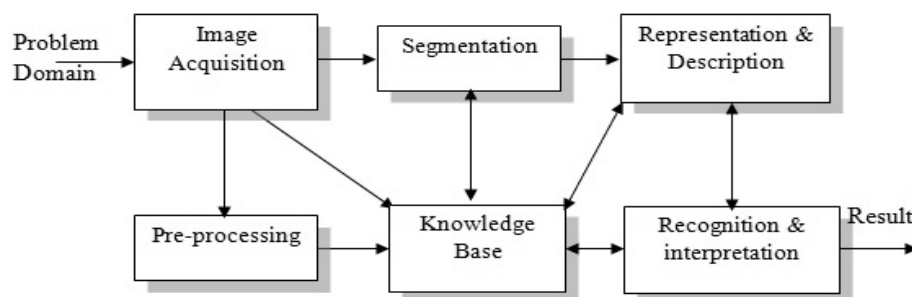 Problem
Domain
Image
Acquisition
Segmentation
Representation &
Description
Pre-processing
Knowledge
Base
Recognition &
interpretation
Result